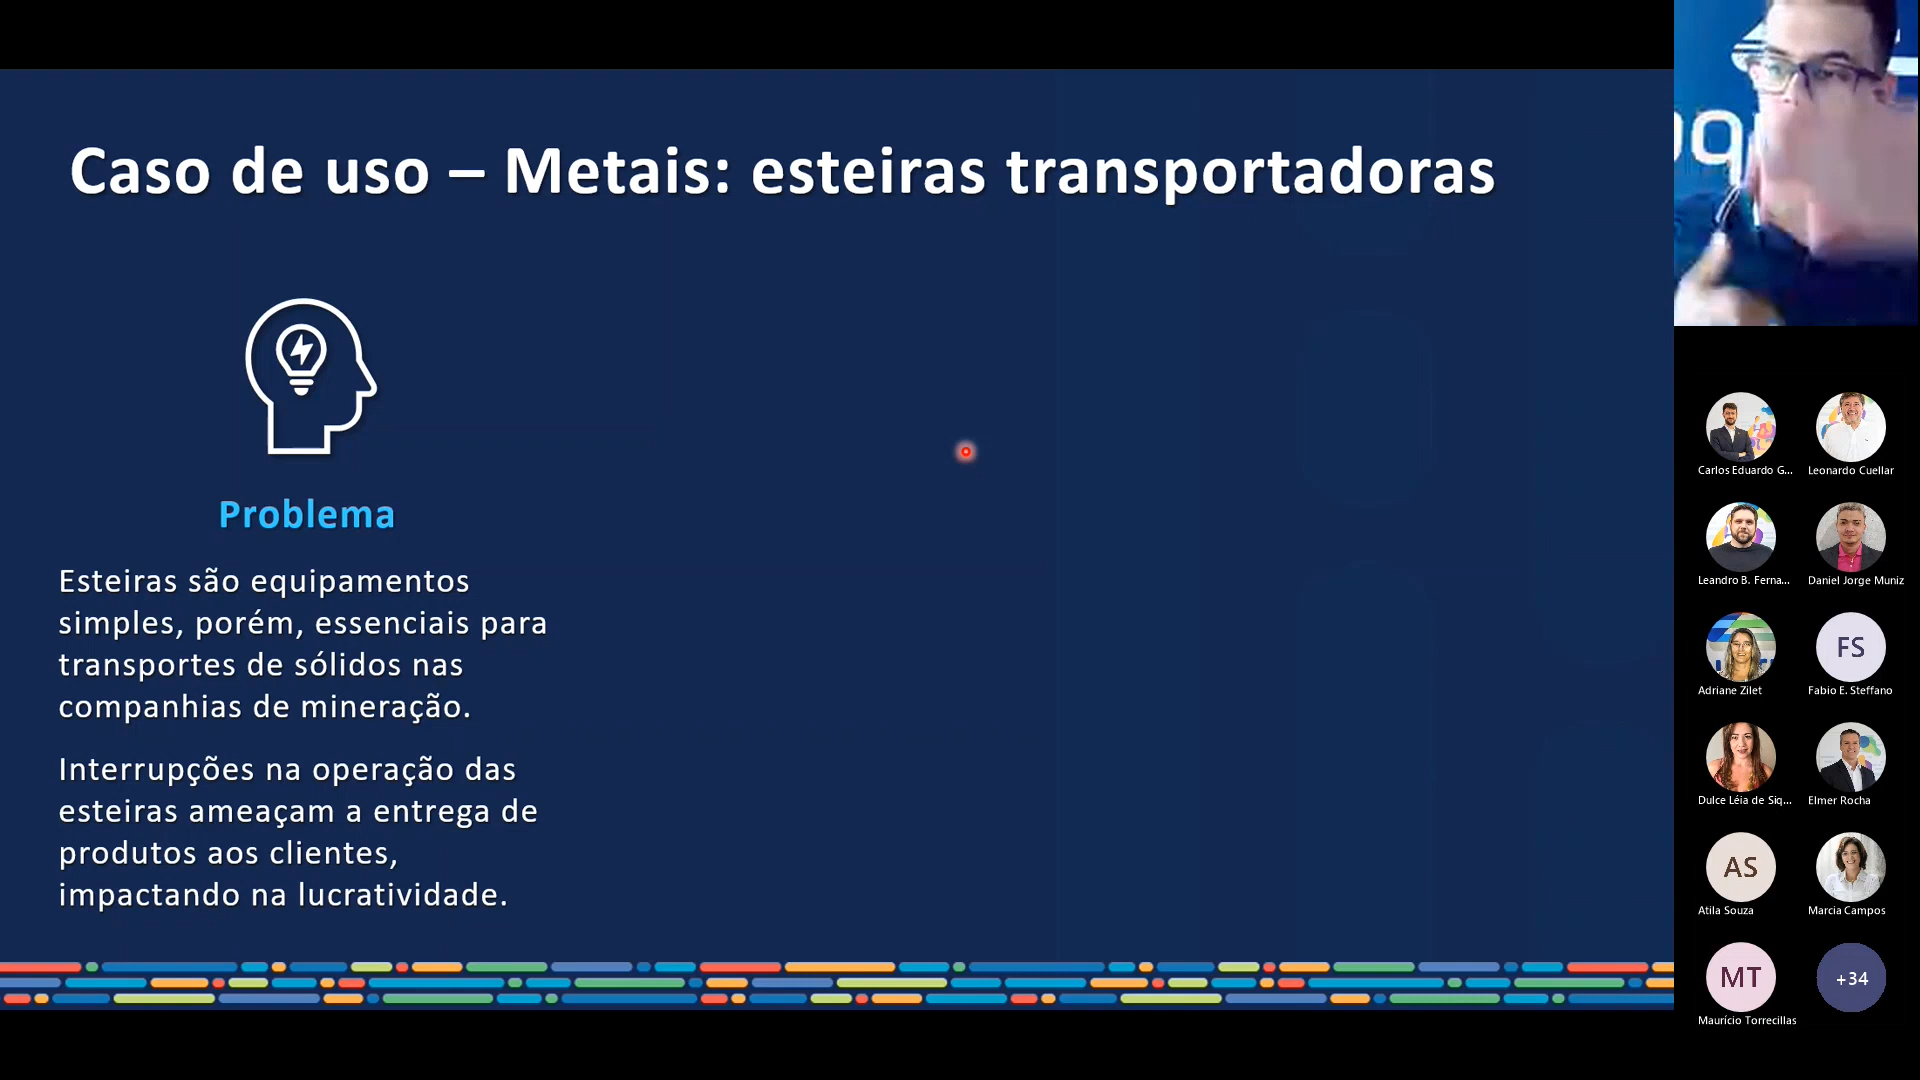 Caso de uso – Metais: esteiras transportadoras
Problema
Esteiras são equipamentos
simples, porém, essenciais para
transportes de sólidos nas
companhias de mineração.
Interrupções na operação das
esteiras ameaçam a entrega de
produtos aos clientes,
impactando na lucratividade.
Carlos Eduardo G...
Leonardo Cuellar
Leandro B. Ferna...
Daniel Jorge Muniz
Adriane Zilet
FS
Fabio E. Steffano
Dulce Léia de Siq...
Elmer Rocha
AS
Atila Souza
Marcia Campos
MT
Maurício Torrecillas
+34